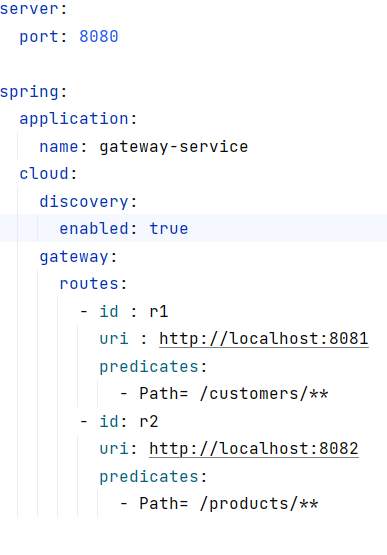 server:
  port: 8080

spring:
  application:
    name: gateway-service
  cloud:
    discovery:
      enabled: true
    gateway:
      routes:
        - id : r1
          uri : http://localhost:8081
          predicates:
            - Path= /customers/**
        - id: r2
          uri: http://localhost:8082
          predicates:
            - Path= /products/**